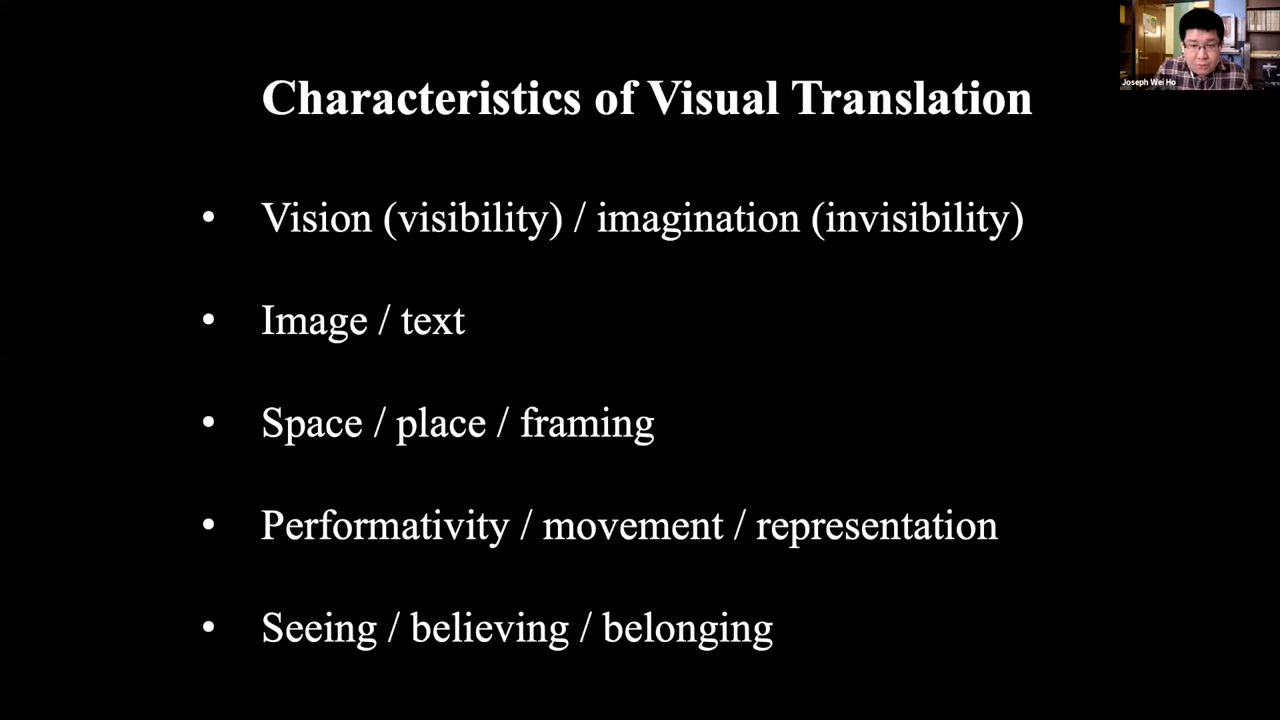 Characteristics of Visual Translation
• Vision (visibility) / imagination (invisibility)
• Image / text
• Space / place / framing
• Performativity / movement / representation
• Seeing / believing / belonging
Joseph Wei Ho